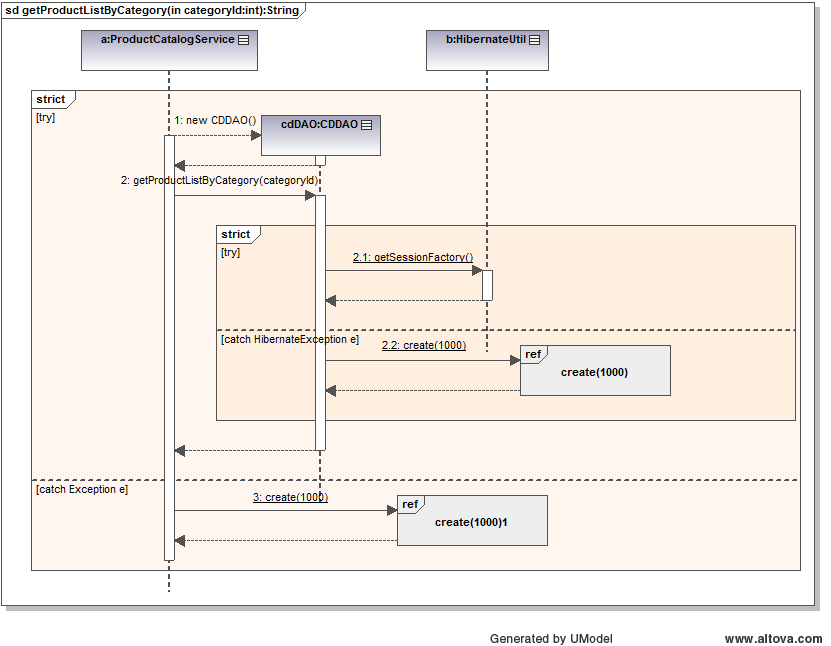 sd getProductListByCategory(in categoryId:int):String
a:ProductCatalogService
b:HibernateUtil
strict
[try]
1: new CDDAO()
cdDAO:CDDAO
2: getProductListByCategory(categoryId)
strict
[try]
2.1: getSessionFactory()
[catch HibernateException e]
2.2: create(1000)
ref
create(1000)
[catch Exception e]
3: create(1000)
ref
create(1000)1
Generated by UModel
www.altova.com